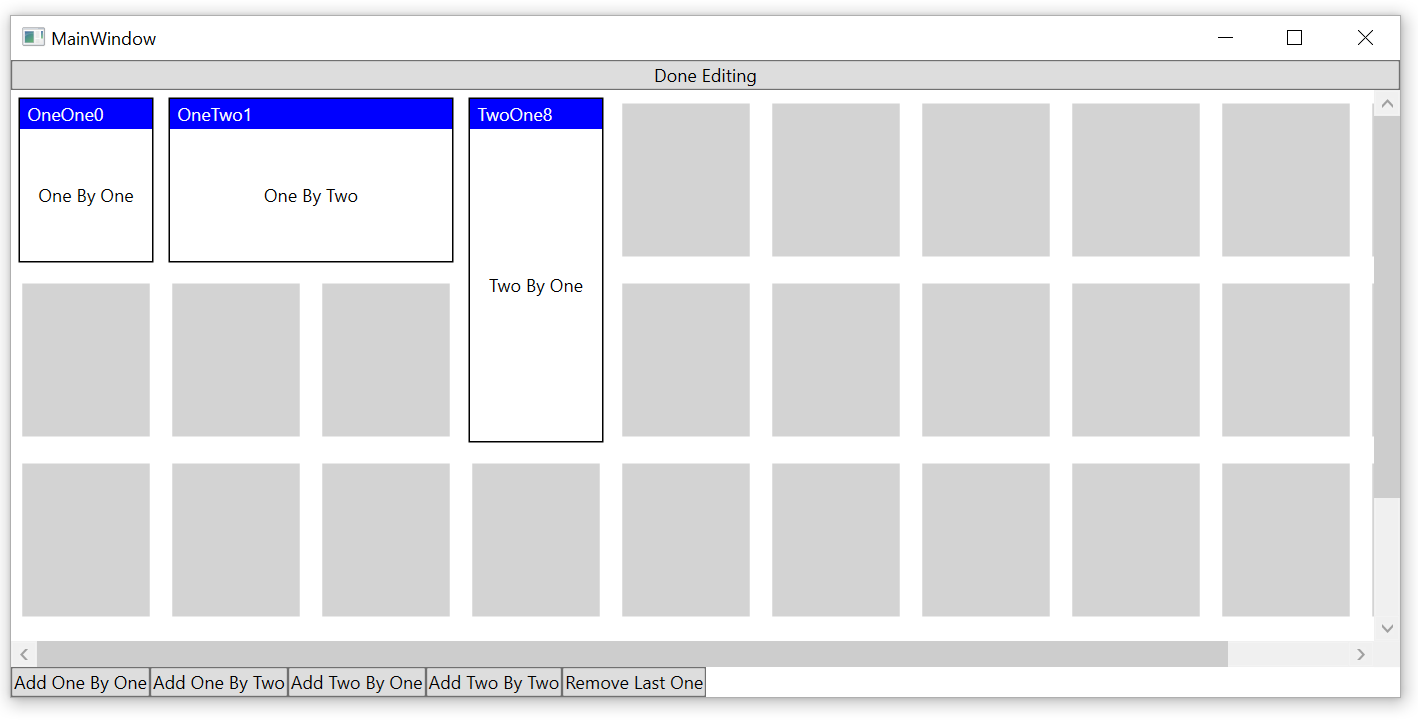 MainWindow
Done Editing
OneOne0
OneTwo1
TwoOne8
One By One
One By Two
Two By One
Add One By One
Add One By Two
Add Two By One
Add Two By Two
Remove Last One